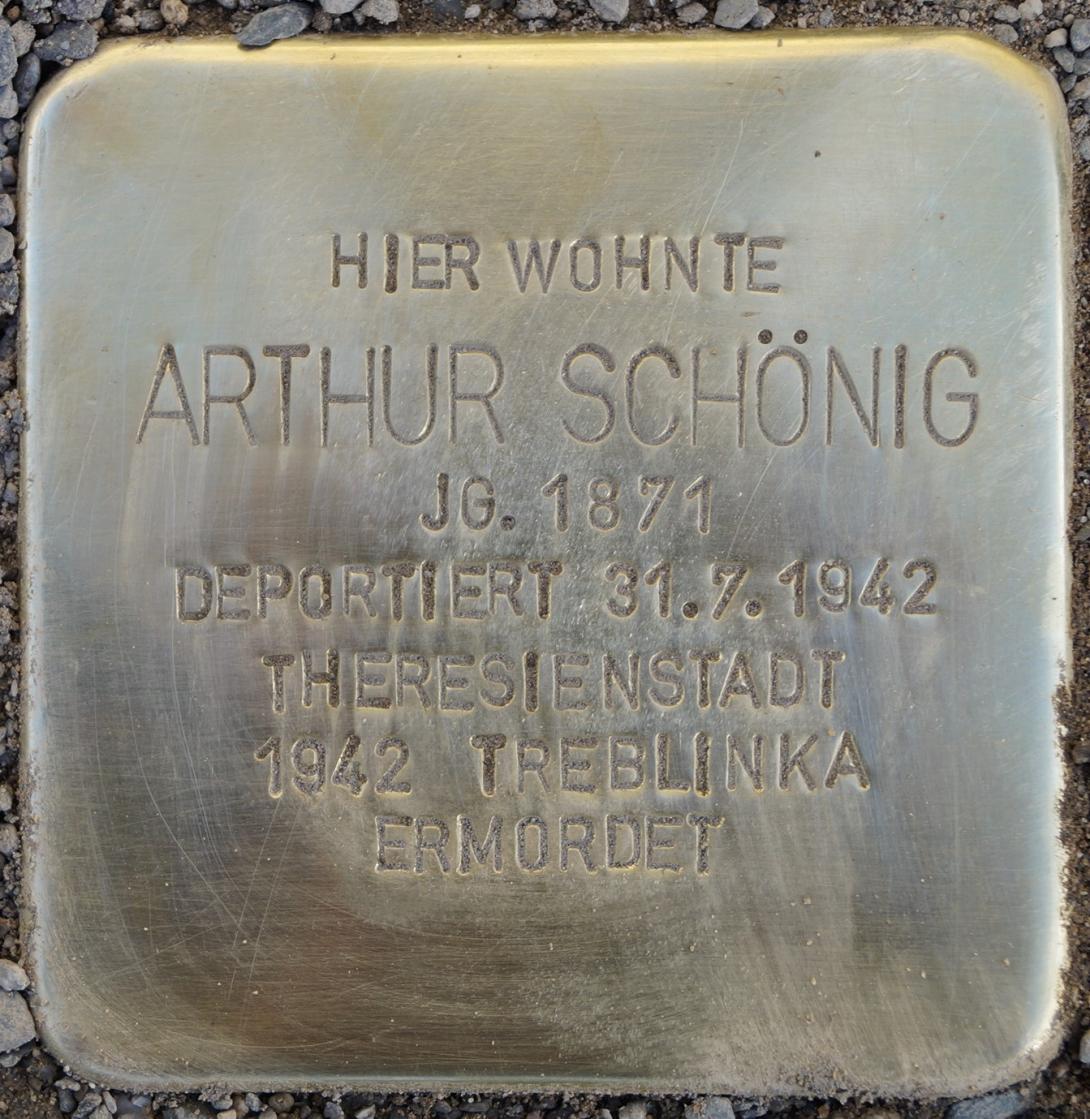 HIER WOHNTE
ARTHUR SCHÖNIG
JG. 1871
DEPORTIERT 31.7.1942
THERESIENSTADT
1942 TREBLINKA
ERMORDET